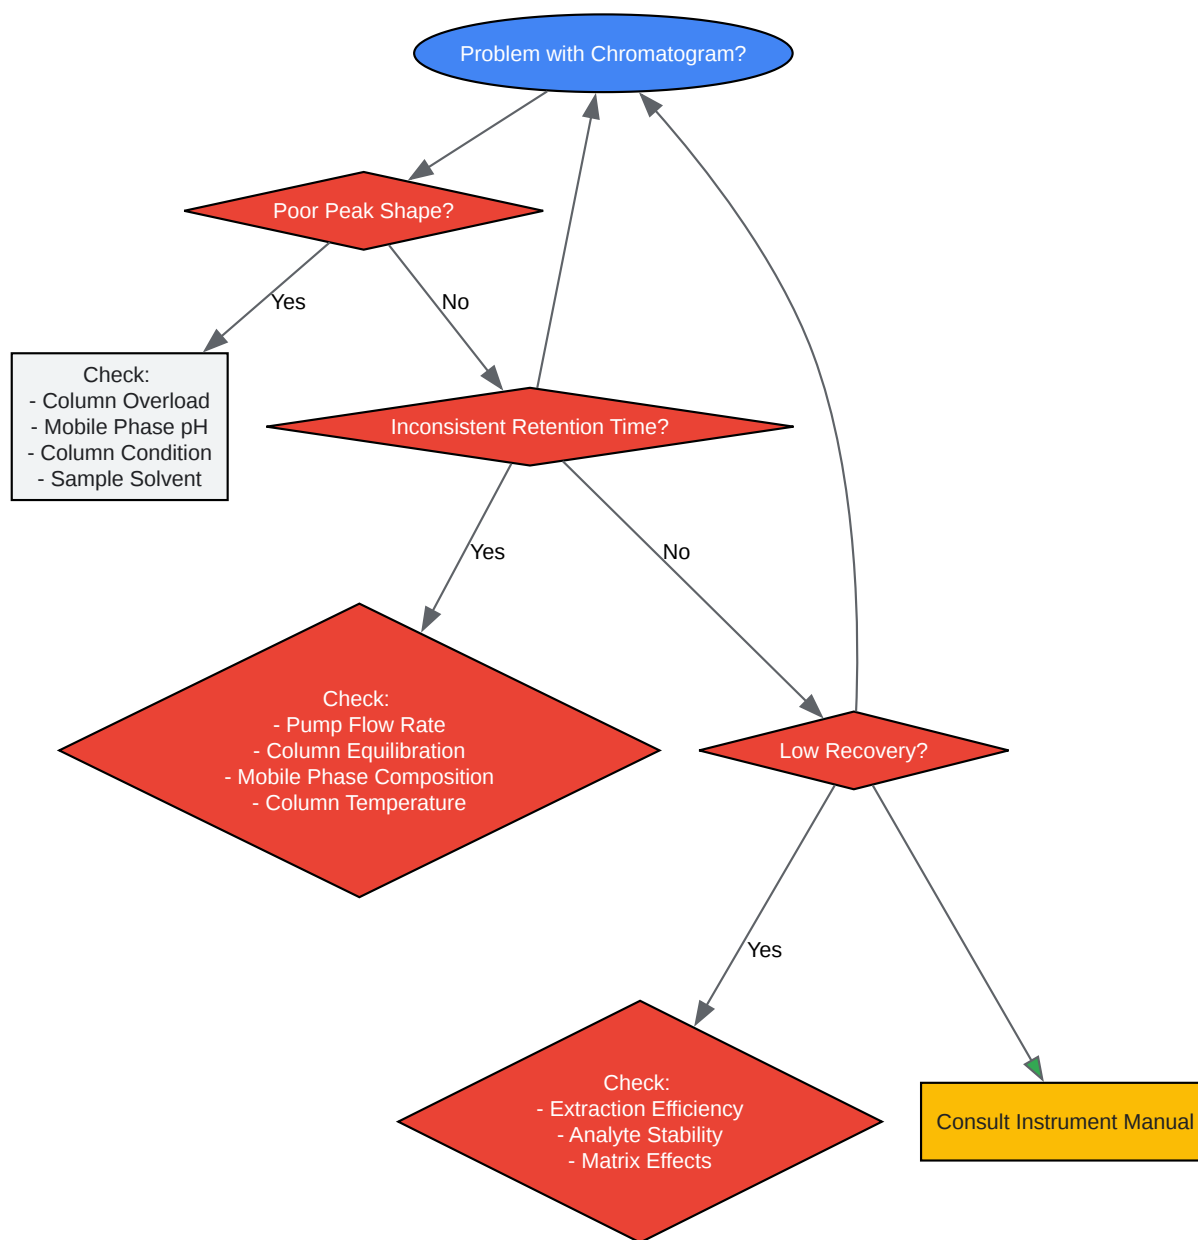 Problem with Chromatogram?
Poor Peak Shape?
Yes
No
Check:
- Column Overload
- Mobile Phase pH
- Column Condition
- Sample Solvent
Inconsistent Retention Time?
Yes
No
Check:
- Pump Flow Rate
- Column Equilibration
- Mobile Phase Composition
- Column Temperature
Low Recovery?
Yes
Check:
- Extraction Efficiency
- Analyte Stability
- Matrix Effects
Consult Instrument Manual